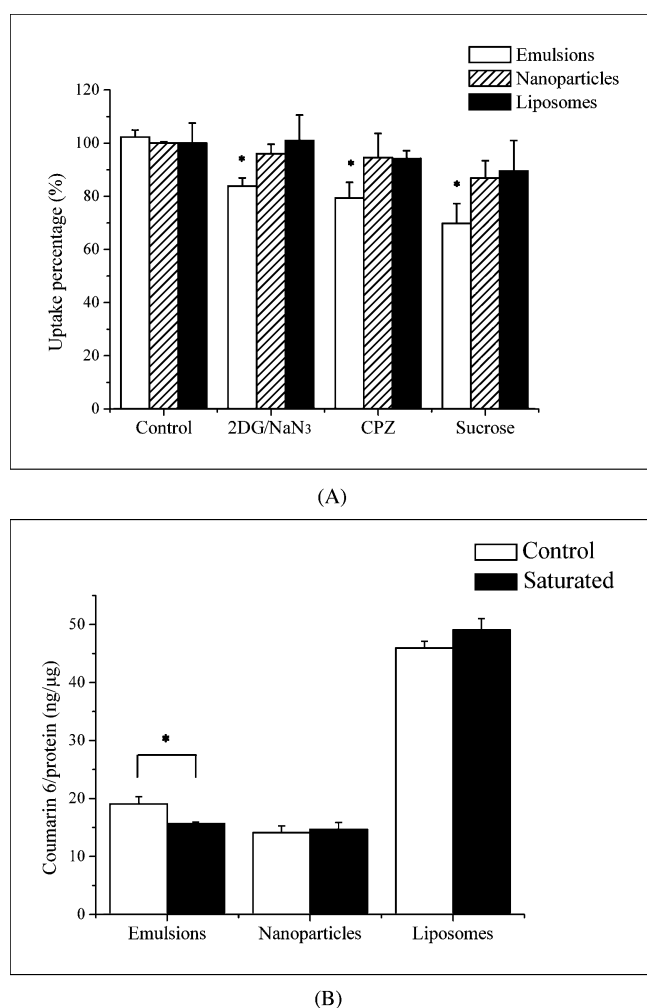 Emulsions
Nanoparticles
Liposomes
Uptake percentage (%)
120
100
80
60
40
20
0
*
*
*
Control 2DG/NaN3 CPZ Sucrose
(A)
Control
Saturated
Coumarin 6/protein (ng/µg)
50
40
30
20
10
0
*
Emulsions Nanoparticles Liposomes
(B)